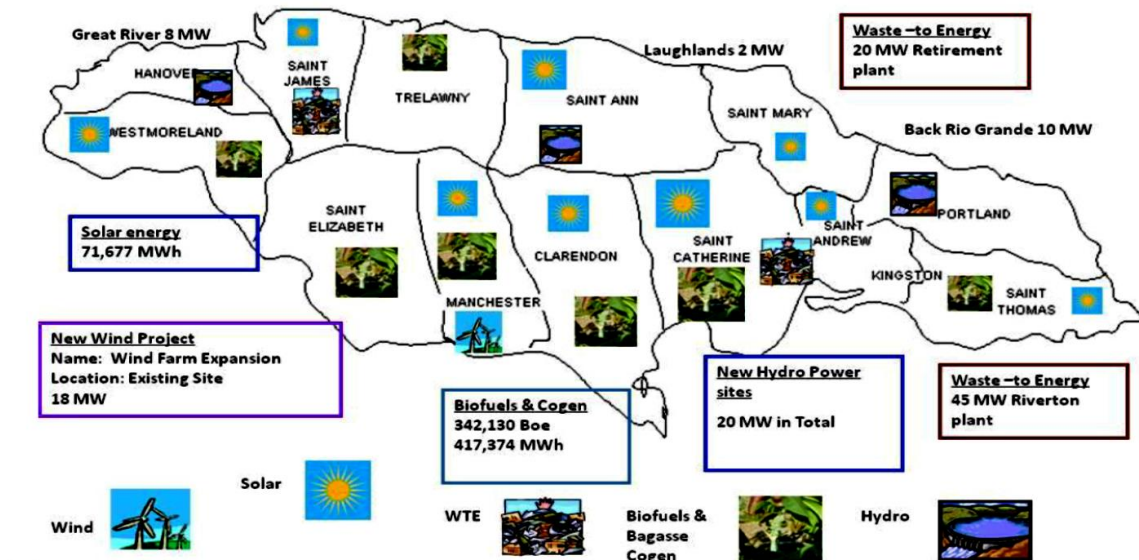 Great River 8 MW
Laughlands 2 MW
Waste –to Energy
20 MW Retirement
plant
HANOVER
SAINT
JAMES
TRELAWNY
SAINT ANN
SAINT MARY
WESTMORELAND
Back Rio Grande 10 MW
SAINT
ELIZABETH
CLARENDON
SAINT
CATHERINE
SAINT
ANDREW
PORTLAND
KINGSTON
SAINT
THOMAS
MANCHESTER
Solar energy
71,677 MWh
New Wind Project
Name: Wind Farm Expansion
Location: Existing Site
18 MW
Biofuels & Cogen
342,130 Boe
417,374 MWh
New Hydro Power
sites
20 MW in Total
Waste –to Energy
45 MW Riverton
plant
Wind
Solar
WTE
Biofuels &
Bagasse
Cogen
Hydro